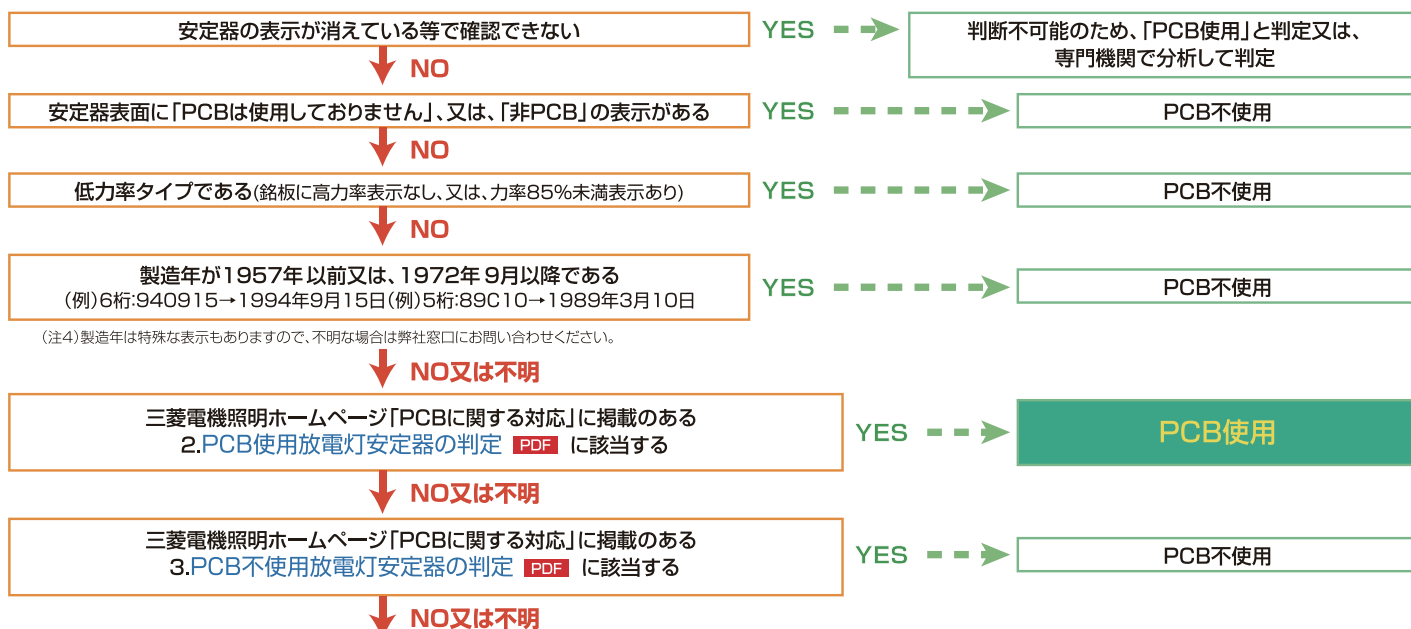 安定器の表示が消えている等で確認できない
YES
判断不可能のため、「PCB使用」と判定又は、
専門機関で分析して判定
NO
安定器表面に「PCBは使用しておりません」、又は、「非PCB」の表示がある
YES
PCB不使用
NO
低力率タイプである(銘板に高力率表示なし、又は、力率85%未満表示あり)
YES
PCB不使用
NO
製造年が1957年以前又は、1972年9月以降である
(例)6桁:940915→1994年9月15日(例)5桁:89C10→1989年3月10日
YES
PCB不使用
(注4)製造年は特殊な表示もありますので、不明な場合は弊社窓口にお問い合わせください。
NO又は不明
三菱電機照明ホームページ「PCBに関する対応」に掲載のある
2.PCB使用放電灯安定器の判定 PDF に該当する
YES
PCB使用
NO又は不明
三菱電機照明ホームページ「PCBに関する対応」に掲載のある
3.PCB不使用放電灯安定器の判定 PDF に該当する
YES
PCB不使用
NO又は不明